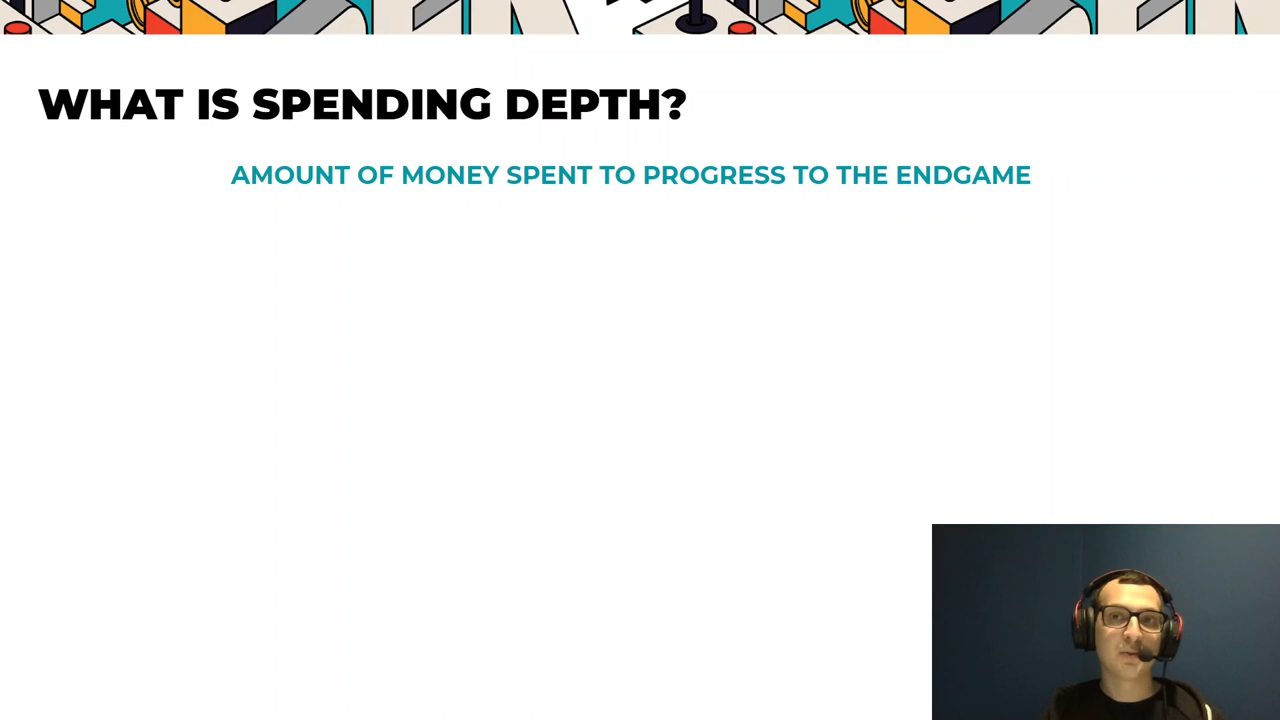 WHAT IS SPENDING DEPTH?
AMOUNT OF MONEY SPENT TO PROGRESS TO THE ENDGAME